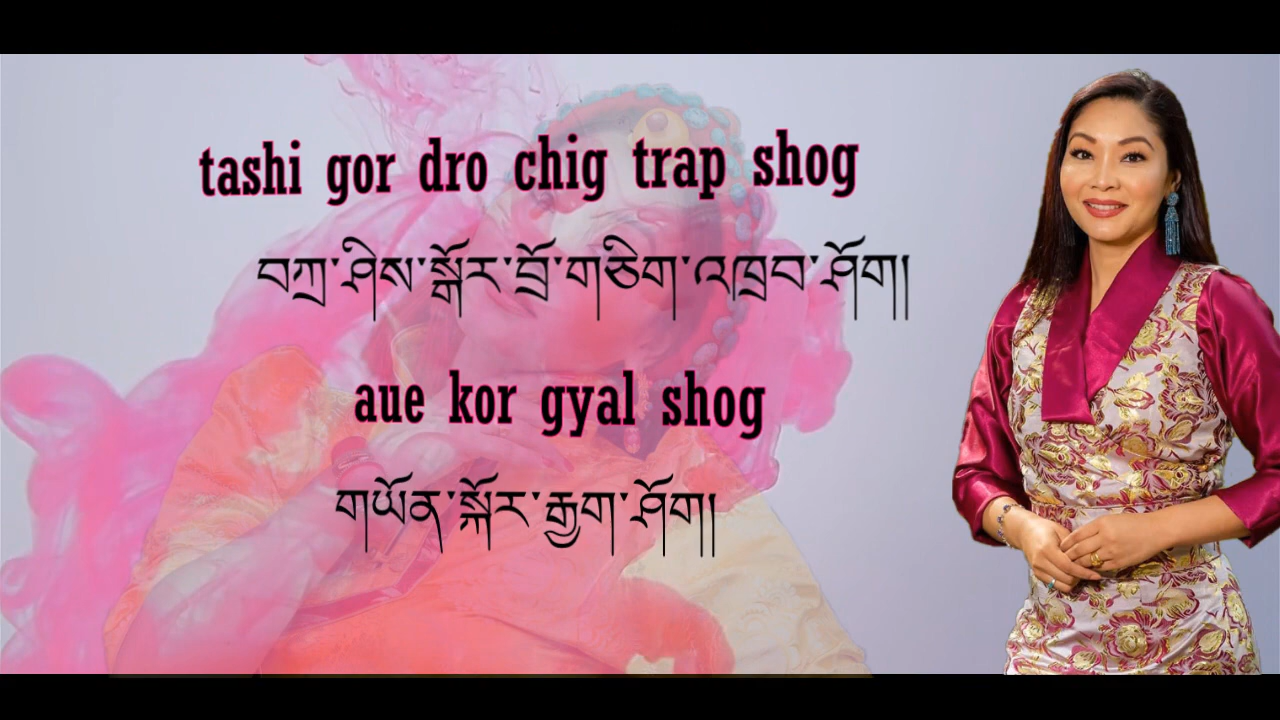 tashi gor dro chig trap shog
བཀྲ་ཤིས་སྒོར་བྲོ་གཅིག་འཁྲབ་ཤོག།
aue kor gyal shog
གཡོན་སྐོར་རྒྱག་ཤོག།